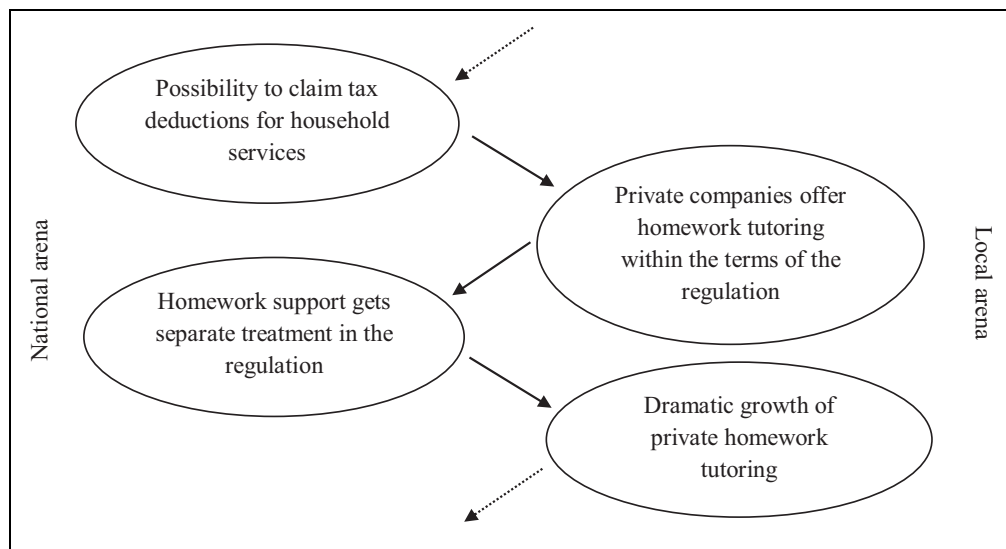 Possibility to claim tax
deductions for household
services
Private companies offer
homework tutoring
within the terms of the
regulation
National arena
Local arena
Homework support gets
separate treatment in the
regulation
Dramatic growth of
private homework
tutoring